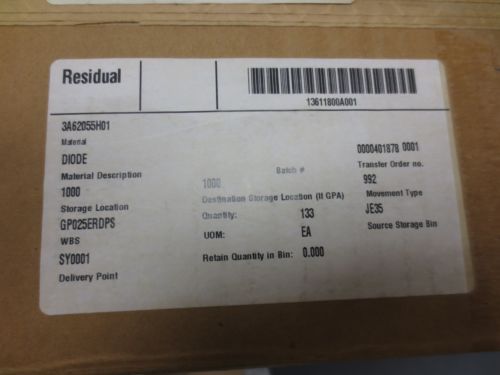 Residual
13611800A001
3A62055H01
Material
DIODE
Material Description
1000
Storage Location
GP025ERDPS
WBS
SY0001
Delivery Point
Batch #
1000
Destination Storage Location (II GPA)
Quantity: 133
UOM: EA
Retain Quantity in Bin: 0.000
0000401878 0001
Transfer Order no.
992
Movement Type
JE35
Source Storage Bin